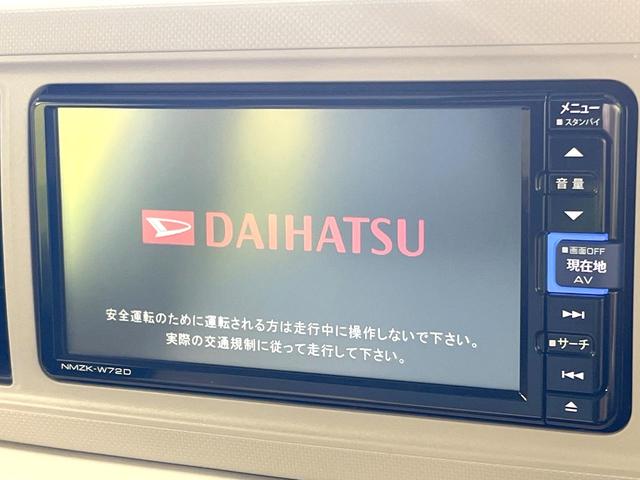 メニュー
■スタンバイ
音量
DAIHATSU
■画面OFF
現在地
AV
安全運転のために運転される方は走行中に操作しないで下さい。
実際の交通規制に従って走行して下さい。
■サーチ
NMZK-W72D